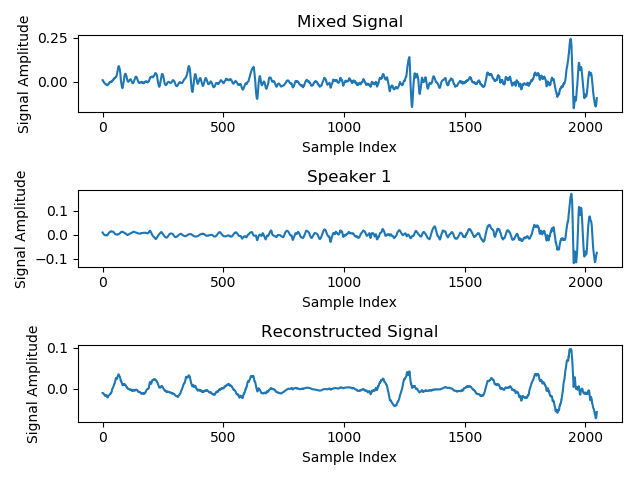 Mixed Signal
0.25
0.00
Signal Amplitude
0 500 1000 1500 2000
Sample Index
Speaker 1
0.1
0.0
−0.1
Signal Amplitude
0 500 1000 1500 2000
Sample Index
Reconstructed Signal
0.1
0.0
Signal Amplitude
0 500 1000 1500 2000
Sample Index